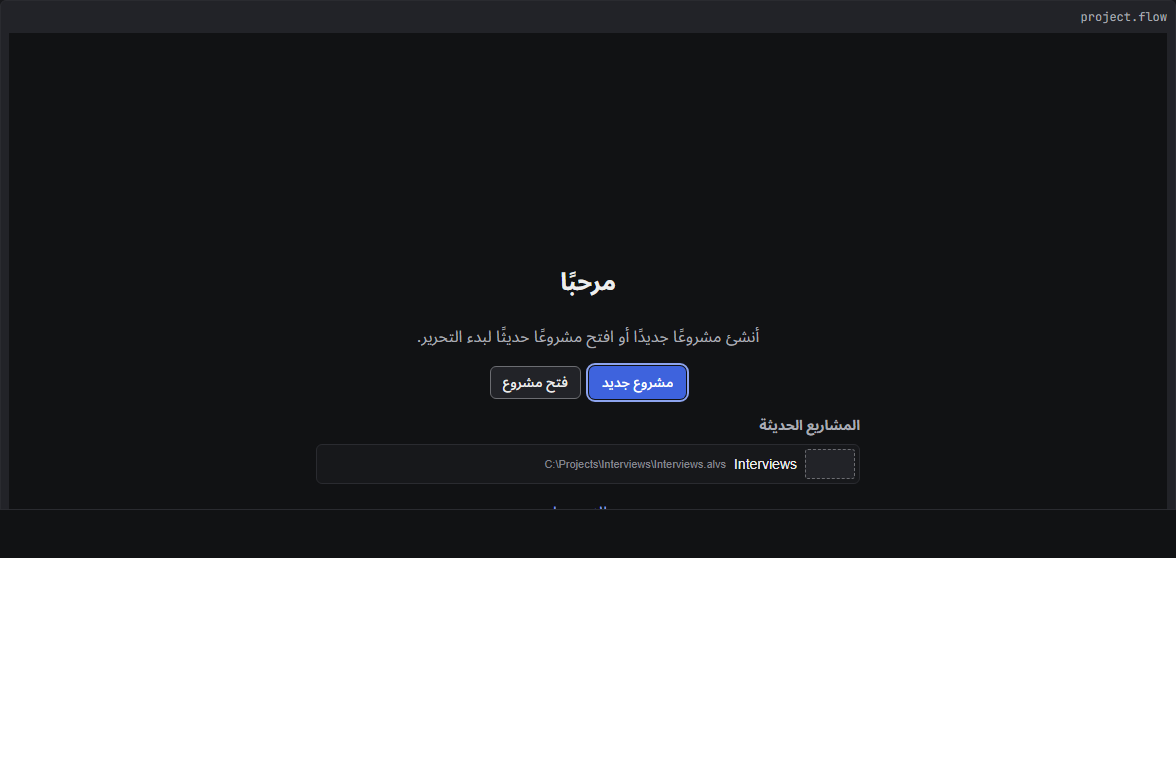 project.flow
مرحبًا
أنشئ مشروعًا جديدًا أو افتح مشروعًا حديثًا لبدء التحرير.
مشروع جديد
فتح مشروع
المشاريع الحديثة
Interviews C:\Projects\Interviews\Interviews.alvs